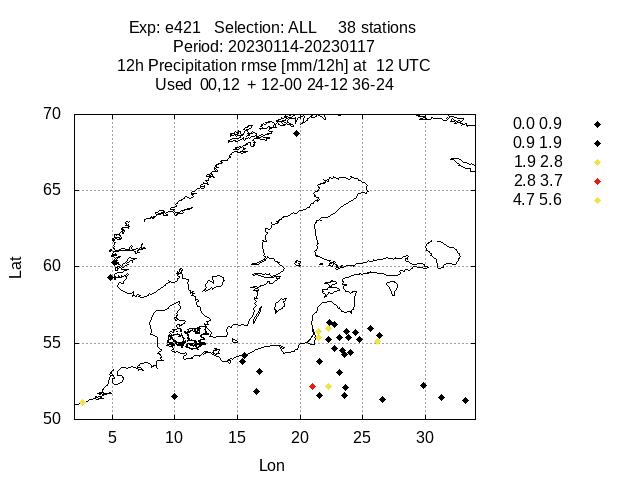 Exp: e421 Selection: ALL 38 stations
Period: 20230114-20230117
12h Precipitation rmse [mm/12h] at 12 UTC
Used 00,12 + 12-00 24-12 36-24
70
65
60
55
50
5 10 15 20 25 30
Lat
Lon
0.0 0.9
0.9 1.9
1.9 2.8
2.8 3.7
4.7 5.6